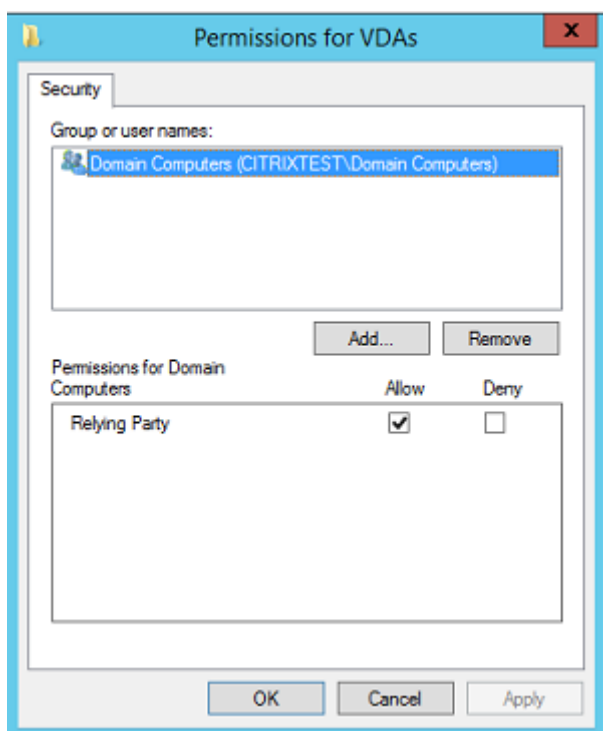 Permissions for VDAs
x
Security
Group or user names:
Domain Computers (CITRIXTEST\Domain Computers)
Add... Remove
Permissions for Domain
Computers Allow Deny
Relying Party
OK Cancel Apply